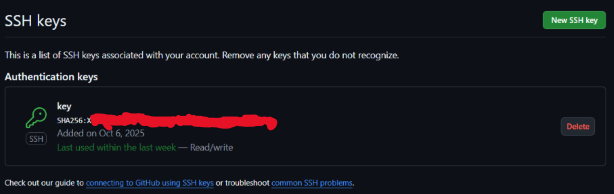 SSH keys
New SSH key
This is a list of SSH keys associated with your account. Remove any keys that you do not recognize.
Authentication keys
key
SHA256:X
Added on Oct 6, 2025
SSH
Delete
Last used within the last week — Read/write
Check out our guide to connecting to GitHub using SSH keys or troubleshoot common SSH problems.